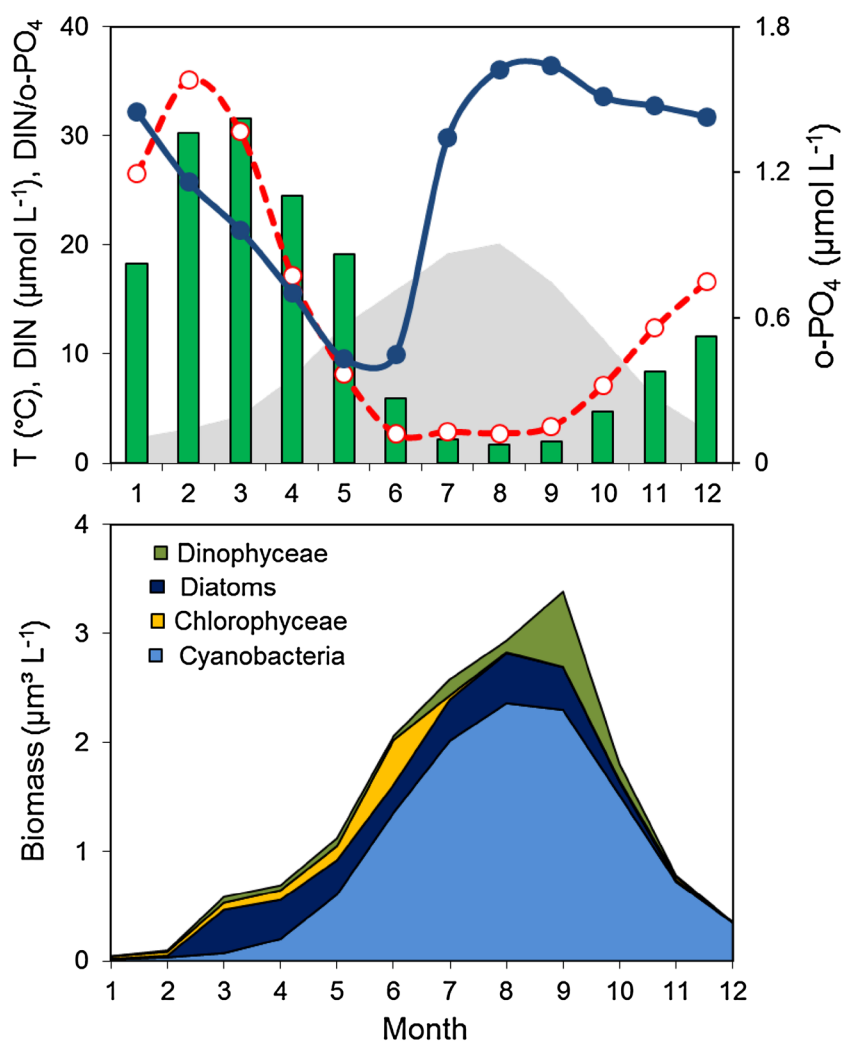 T (°C), DIN (µmol L⁻¹), DIN/o-PO₄
40
30
20
10
0
1.8
1.2
0.6
0
o-PO₄ (µmol L⁻¹)
1 2 3 4 5 6 7 8 9 10 11 12
Biomass (µm³ L⁻¹)
4
3
2
1
0
Dinophyceae
Diatoms
Chlorophyceae
Cyanobacteria
1 2 3 4 5 6 7 8 9 10 11 12
Month